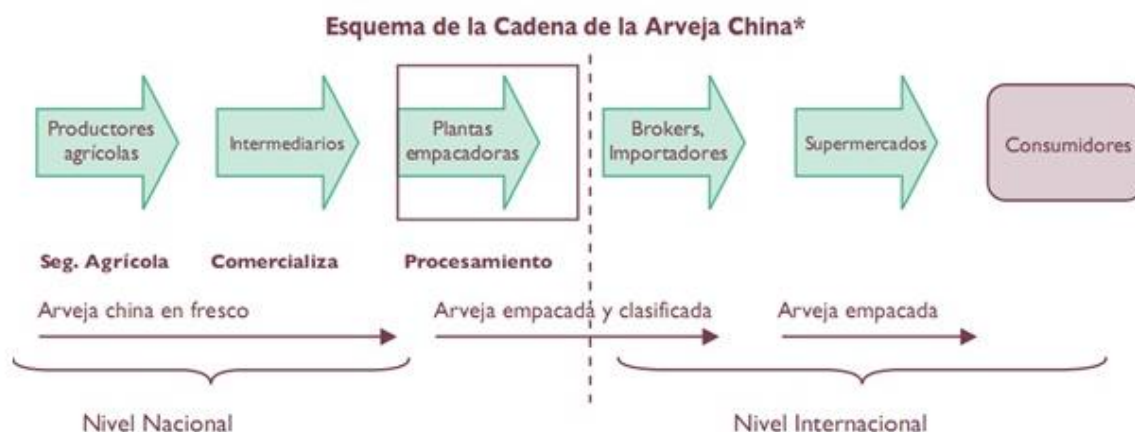 Esquema de la Cadena de la Arveja China*
Productores
agrícolas
Intermediarios
Plantas
empacadoras
Brokers,
Importadores
Supermercados
Consumidores
Seg. Agrícola
Comercializa
Procesamiento
Arveja china en fresco
Arveja empacada y clasificada
Arveja empacada
Nivel Nacional
Nivel Internacional